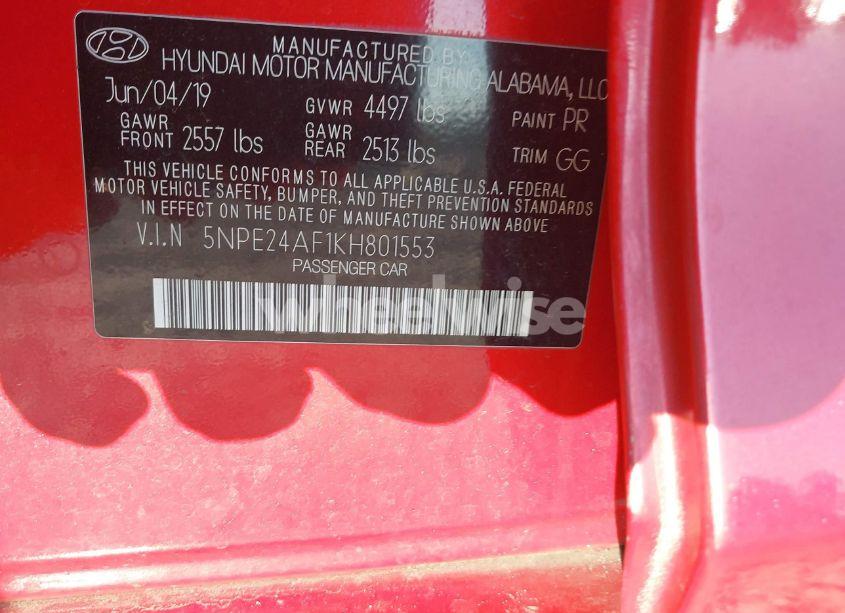 MANUFACTURED BY
HYUNDAI MOTOR MANUFACTURING ALABAMA, LLC
Jun/04/19 GVWR 4497 lbs PAINT PR
GAWR FRONT 2557 lbs GAWR REAR 2513 lbs TRIM GG
THIS VEHICLE CONFORMS TO ALL APPLICABLE U.S.A. FEDERAL
MOTOR VEHICLE SAFETY, BUMPER, AND THEFT PREVENTION STANDARDS
IN EFFECT ON THE DATE OF MANUFACTURE SHOWN ABOVE
V.I.N 5NPE24AF1KH801553
PASSENGER CAR
wheelwise